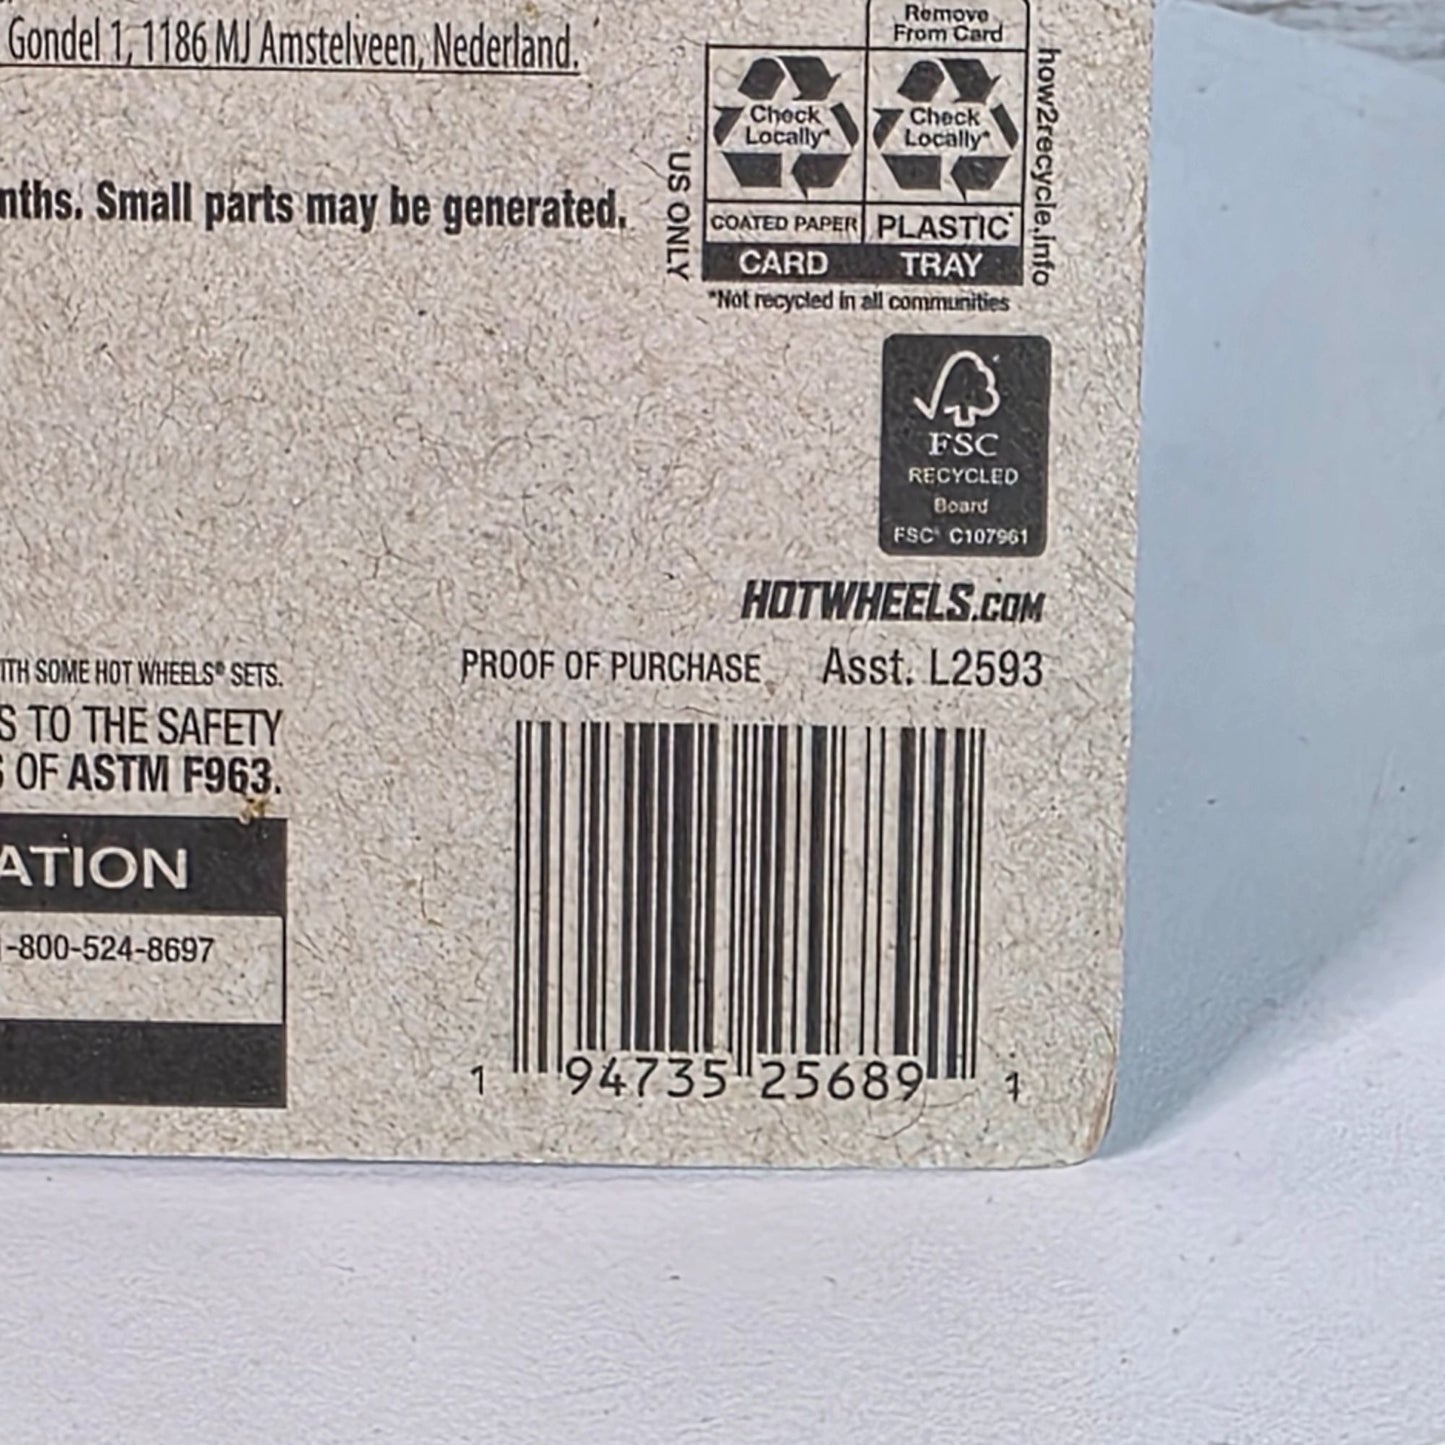 Gondel 1, 1186 MJ Amstelveen, Nederland.
Remove
From Card
Check
Locally*
Check
Locally*
how2recycle.info
US ONLY
COATED PAPER
PLASTIC
CARD
TRAY
*Not recycled in all communities
nths. Small parts may be generated.
FSC
RECYCLED
Board
FSC® C107961
HOTWHEELS.COM
PROOF OF PURCHASE Asst. L2593
ITH SOME HOT WHEELS® SETS.
S TO THE SAFETY
S OF ASTM F963.
ATION
1-800-524-8697
1 94735 25689 1